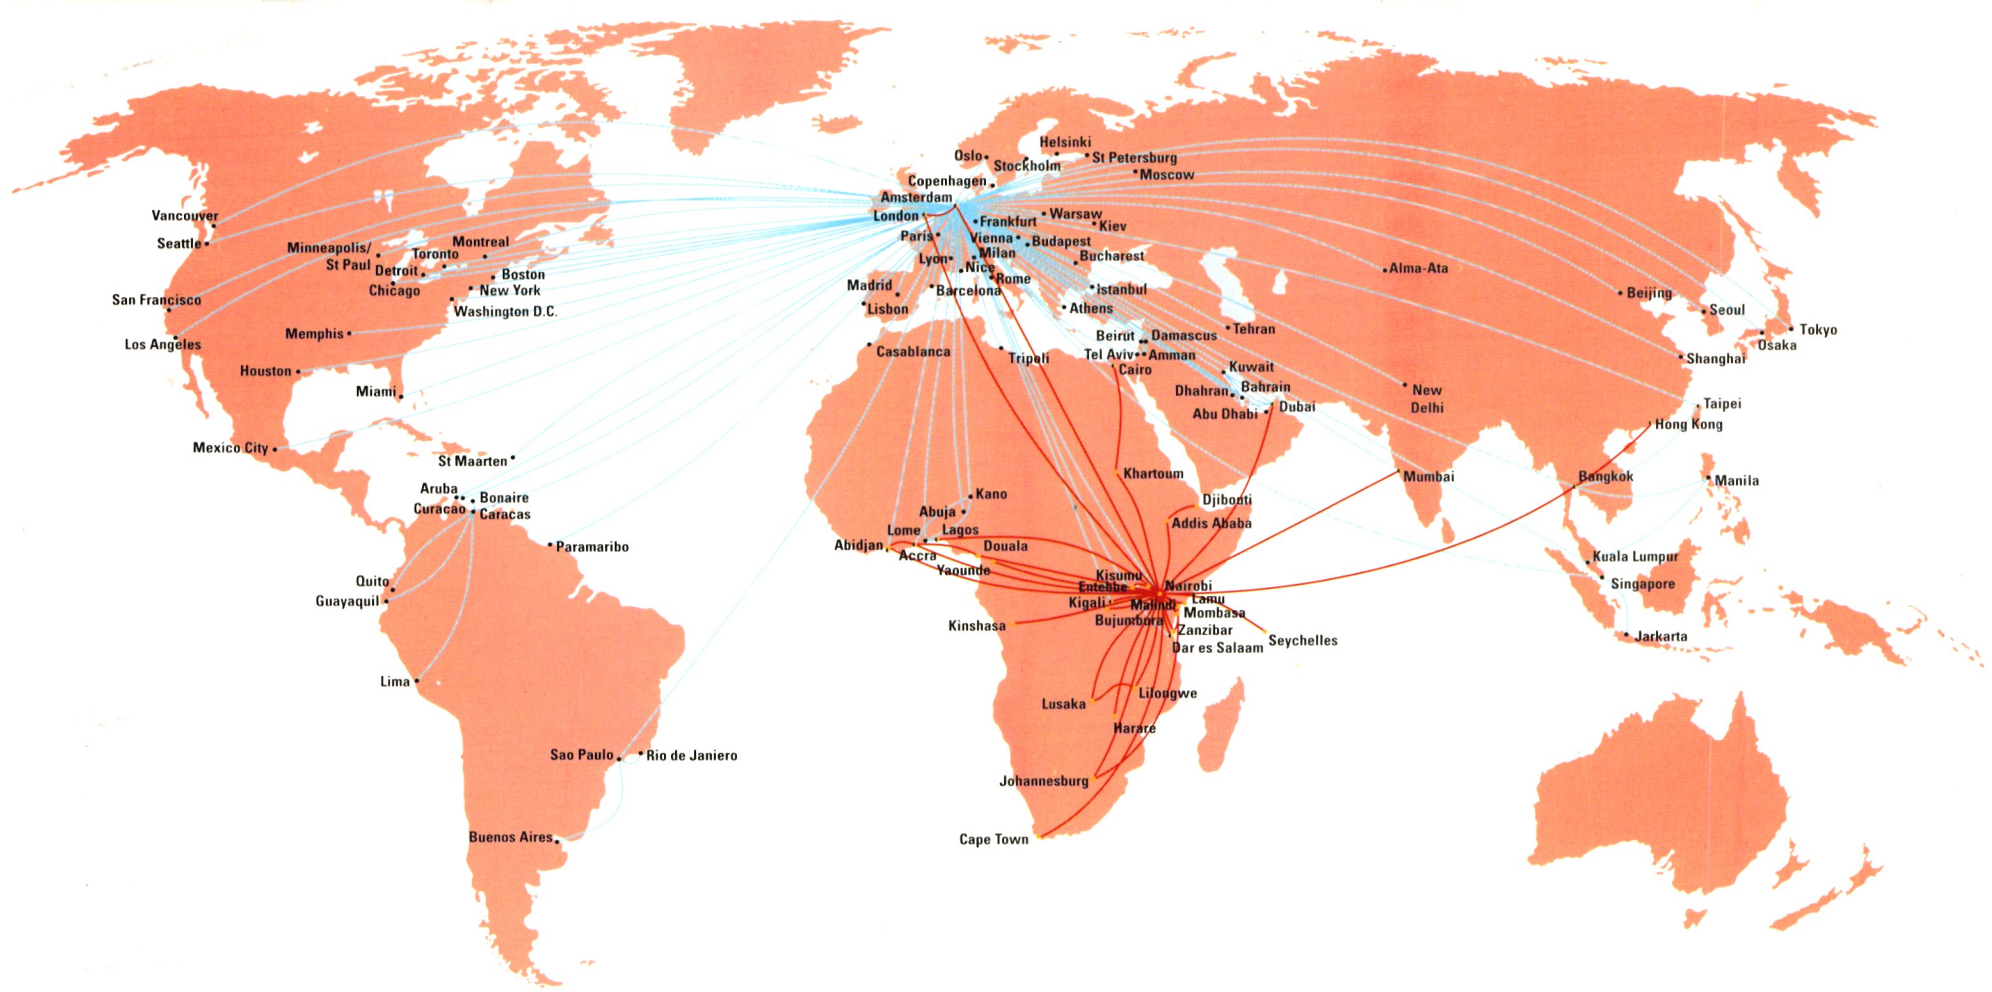 Helsinki
Oslo
Stockholm
St Petersburg
Moscow
Copenhagen
Amsterdam
London
Frankfurt
Warsaw
Kiev
Paris
Vienna
Budapest
Lyon
Milan
Bucharest
Nice
Rome
Madrid
Barcelona
Istanbul
Lisbon
Athens
Vancouver
Seattle
Minneapolis/
St Paul
Montreal
Toronto
Detroit
Boston
Chicago
New York
San Francisco
Washington D.C.
Memphis
Los Angeles
Houston
Miami
Mexico City
St Maarten
Aruba
Bonaire
Curacao
Caracas
Paramaribo
Quito
Guayaquil
Lima
Sao Paulo
Rio de Janiero
Buenos Aires
Casablanca
Tripoli
Beirut
Damascus
Tehran
Tel Aviv
Amman
Cairo
Kuwait
Dhahran
Bahrain
Abu Dhabi
Dubai
Alma-Ata
Beijing
Seoul
Tokyo
Osaka
Shanghai
New
Delhi
Taipei
Hong Kong
Mumbai
Bangkok
Manila
Kuala Lumpur
Singapore
Jarkarta
Khartoum
Djibouti
Addis Ababa
Kano
Abuja
Lome
Lagos
Abidjan
Accra
Douala
Yaounde
Kisumu
Entebbe
Nairobi
Kigali
Malindi
Lamu
Bujumbura
Mombasa
Kinshasa
Zanzibar
Dar es Salaam
Seychelles
Lusaka
Lilongwe
Harare
Johannesburg
Cape Town